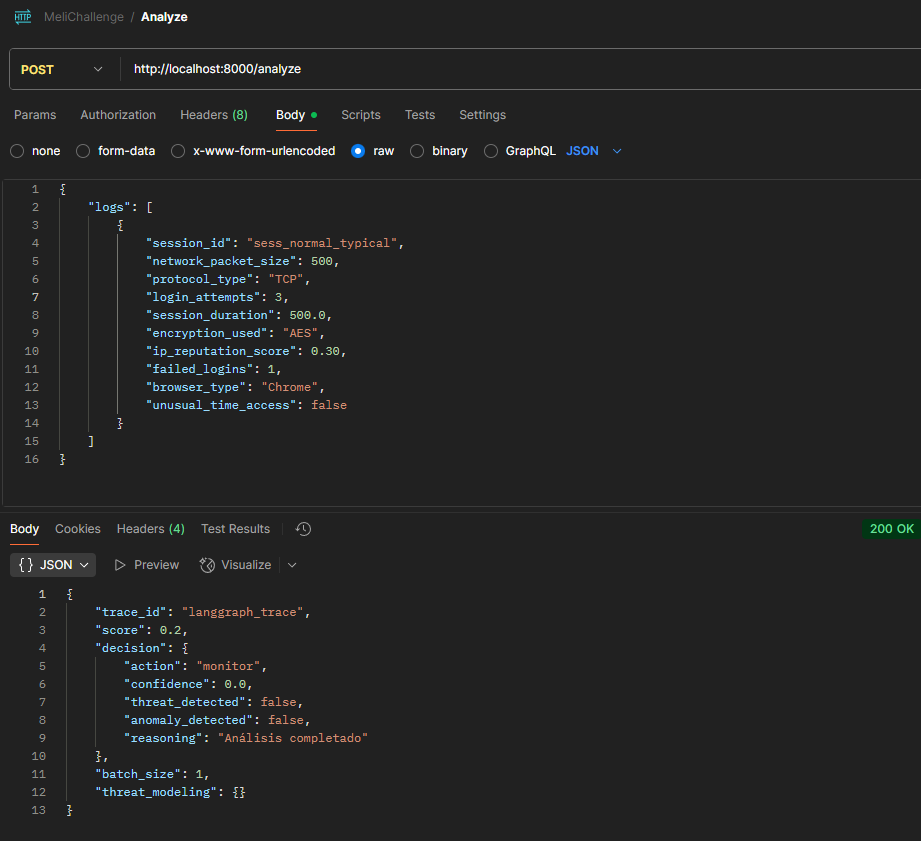 HTTP MeliChallenge / Analyze
POST http://localhost:8000/analyze
Params Authorization Headers (8) Body Scripts Tests Settings
none form-data x-www-form-urlencoded raw binary GraphQL JSON
1 {
2 "logs": [
3 {
4 "session_id": "sess_normal_typical",
5 "network_packet_size": 500,
6 "protocol_type": "TCP",
7 "login_attempts": 3,
8 "session_duration": 500.0,
9 "encryption_used": "AES",
10 "ip_reputation_score": 0.30,
11 "failed_logins": 1,
12 "browser_type": "Chrome",
13 "unusual_time_access": false
14 }
15 ]
16 }
Body Cookies Headers (4) Test Results 200 OK
{} JSON Preview Visualize
1 {
2 "trace_id": "langgraph_trace",
3 "score": 0.2,
4 "decision": {
5 "action": "monitor",
6 "confidence": 0.0,
7 "threat_detected": false,
8 "anomaly_detected": false,
9 "reasoning": "Análisis completado"
10 },
11 "batch_size": 1,
12 "threat_modeling": {}
13 }